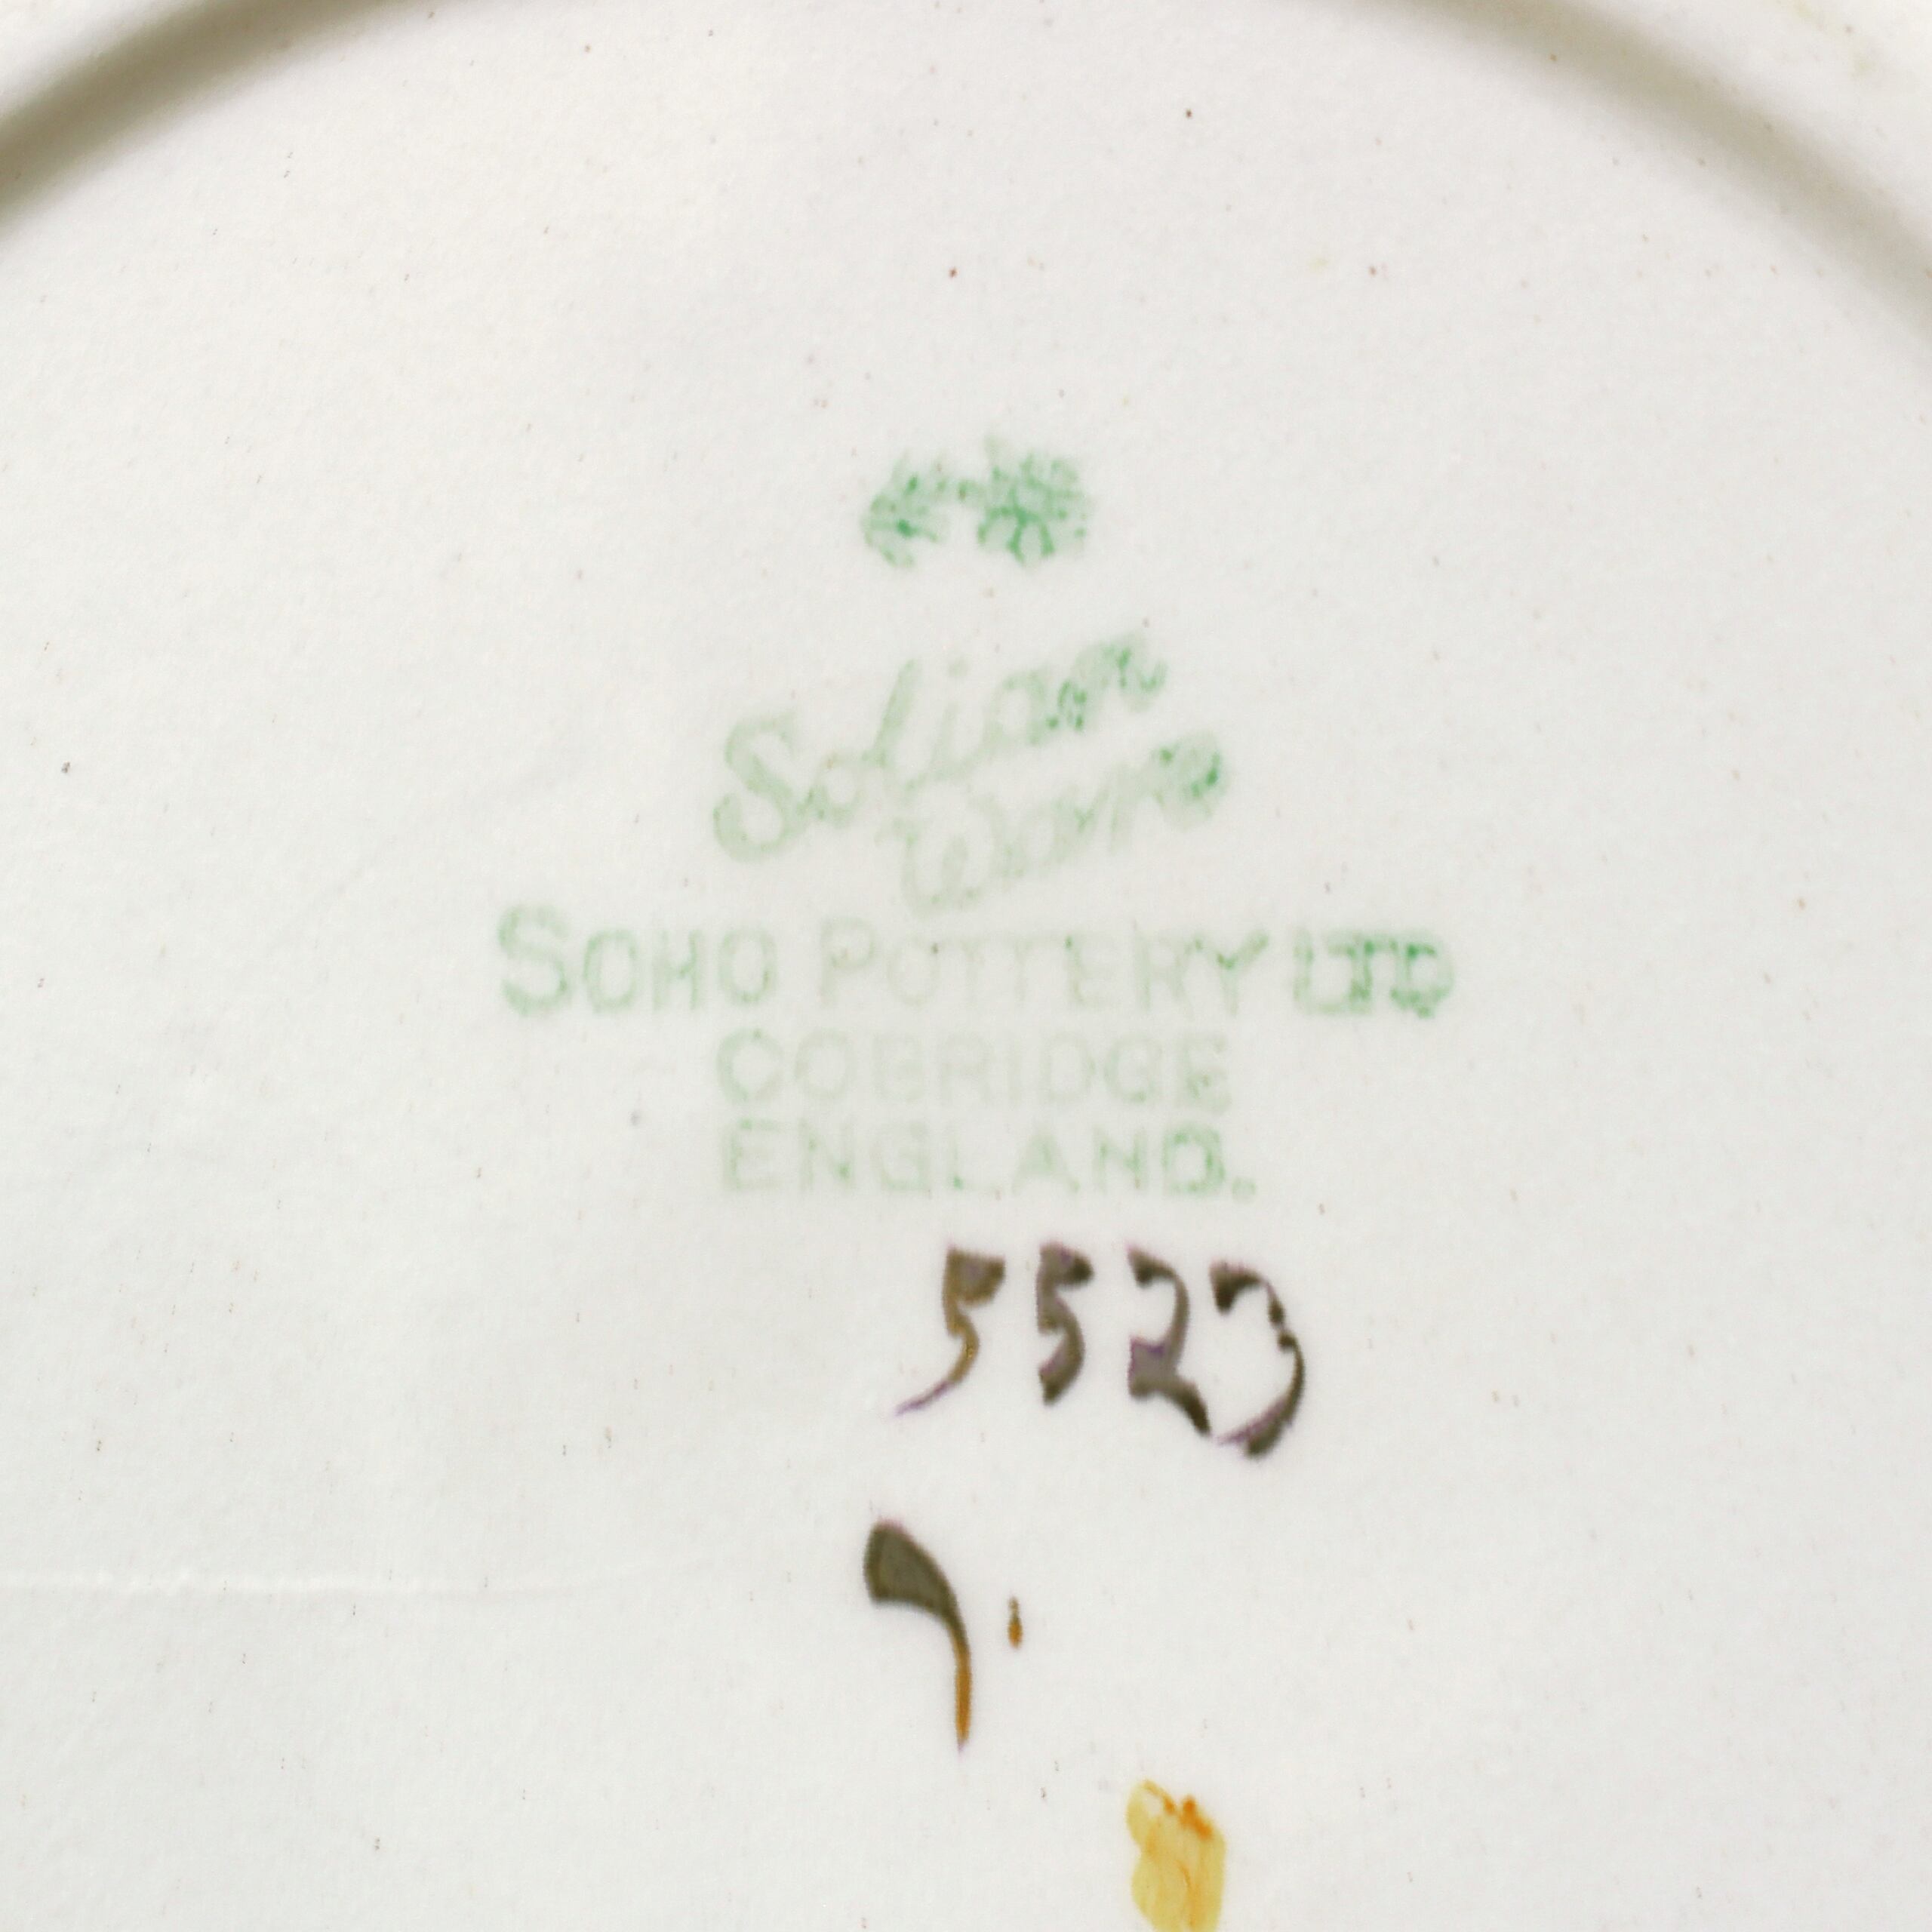 Solian
Ware
SOHO POTTERY LTD
COBRIDGE
ENGLAND.
5523